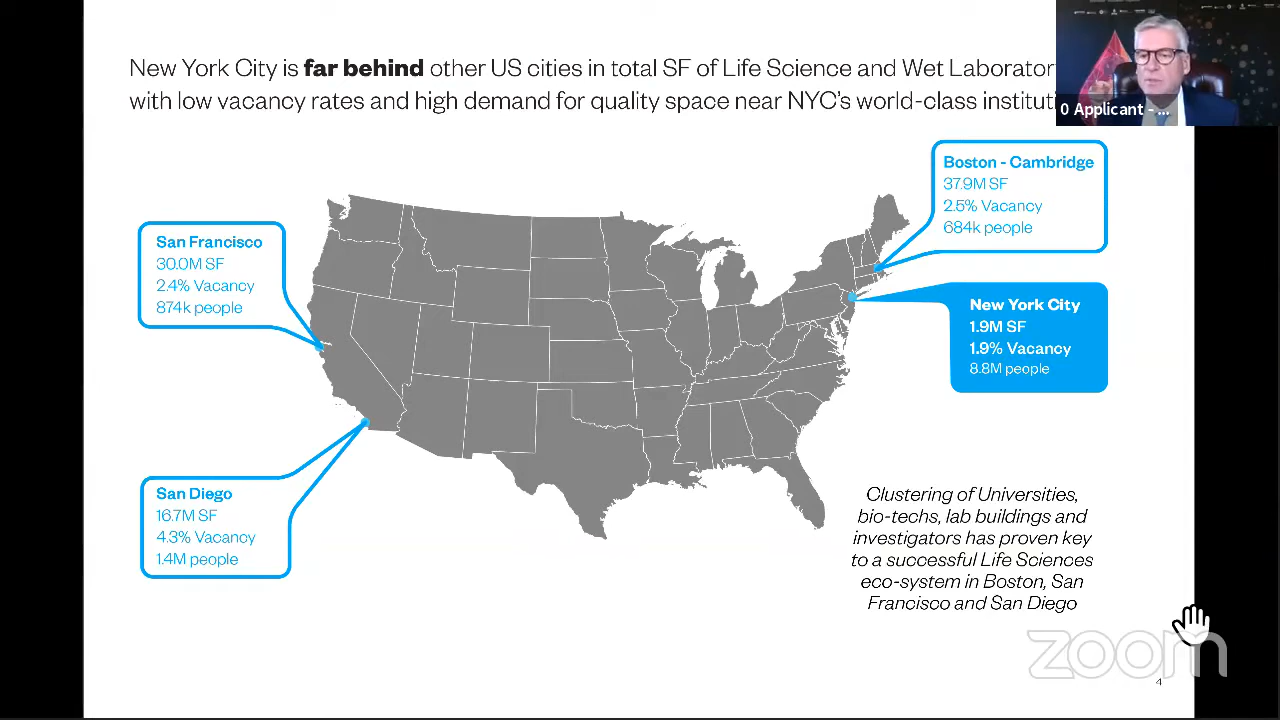 New York City is far behind other US cities in total SF of Life Science and Wet Laborator
with low vacancy rates and high demand for quality space near NYC's world-class instituti
0 Applicant - ...
Boston - Cambridge
37.9M SF
2.5% Vacancy
684k people
San Francisco
30.0M SF
2.4% Vacancy
874k people
New York City
1.9M SF
1.9% Vacancy
8.8M people
San Diego
16.7M SF
4.3% Vacancy
1.4M people
Clustering of Universities,
bio-techs, lab buildings and
investigators has proven key
to a successful Life Sciences
eco-system in Boston, San
Francisco and San Diego
zoom
4